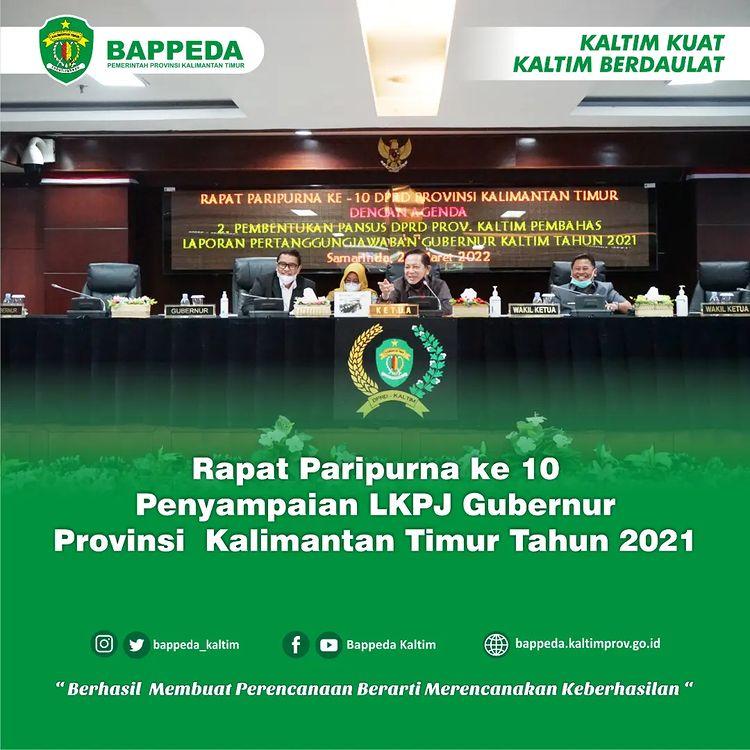 BAPPEDA
PEMERINTAH PROVINSI KALIMANTAN TIMUR
KALTIM KUAT
KALTIM BERDAULAT
RAPAT PARIPURNA KE -10 DPRD PROVINSI KALIMANTAN TIMUR
DENGAN AGENDA
2. PEMBENTUKAN PANSUS DPRD PROV. KALTIM PEMBAHAS
LAPORAN PERTANGGUNGJAWABAN GUBERNUR KALTIM TAHUN 2021
2022
GUBERNUR
KETUA
WAKIL KETUA
WAKIL KETUA
DPRD - KALTIM
Rapat Paripurna ke 10
Penyampaian LKPJ Gubernur
Provinsi Kalimantan Timur Tahun 2021
bappeda_kaltim
Bappeda Kaltim
bappeda.kaltimprov.go.id
“ Berhasil Membuat Perencanaan Berarti Merencanakan Keberhasilan “